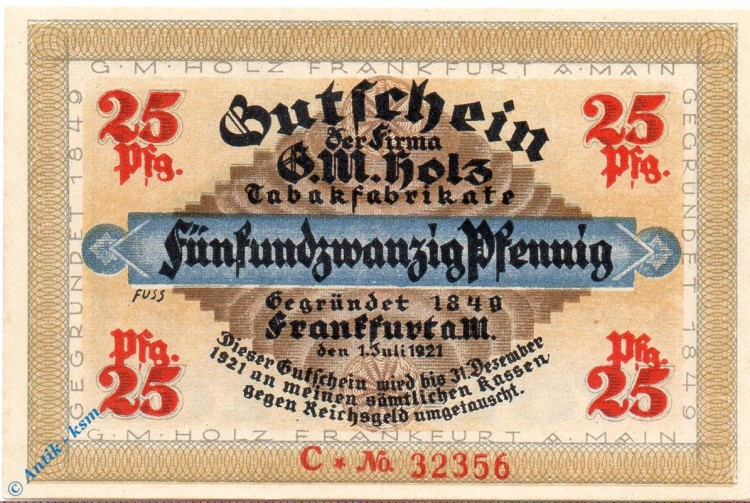 G·M·HOLZ FRANKFURT A·MAIN
GEGRÜNDET 1849
GEGRÜNDET 1849
25
Pfg.
25
Pfg.
Gutschein
der Firma
G.M.Holz
Tabakfabrikate
FünfundzwanzigPfennig
FUSS
Gegründet 1849
Frankfurt a.M.
den 1. Juli 1921
Dieser Gutschein wird bis 31. Dezember
1921 an meinen sämtlichen Kassen
gegen Reichsgeld umgetauscht.
Pfg.
25
Pfg.
25
G·M·HOLZ FRANKFURT A·MAIN
C * No. 32356
© Antik - ksm